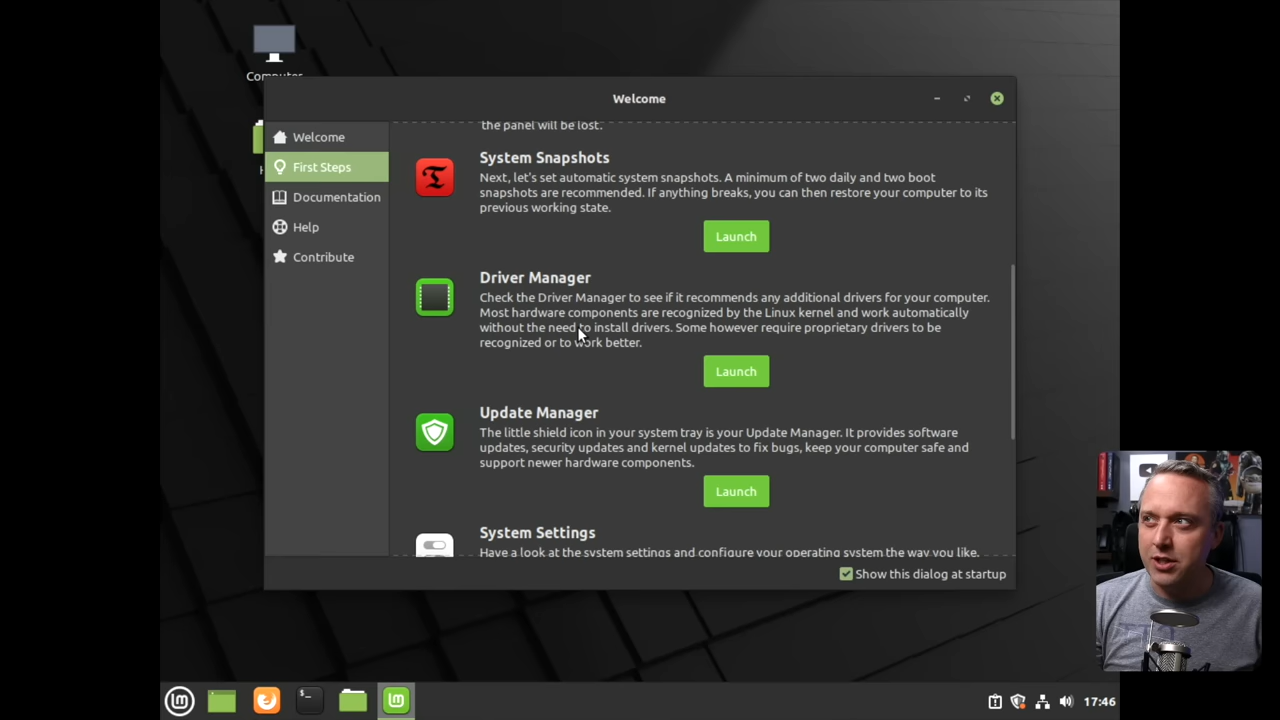 Computer
Welcome
Welcome
First Steps
Documentation
Help
Contribute
the panel will be lost.
System Snapshots
Next, let's set automatic system snapshots. A minimum of two daily and two boot
snapshots are recommended. If anything breaks, you can then restore your computer to its
previous working state.
Launch
Driver Manager
Check the Driver Manager to see if it recommends any additional drivers for your computer.
Most hardware components are recognized by the Linux kernel and work automatically
without the need to install drivers. Some however require proprietary drivers to be
recognized or to work better.
Launch
Update Manager
The little shield icon in your system tray is your Update Manager. It provides software
updates, security updates and kernel updates to fix bugs, keep your computer safe and
support newer hardware components.
Launch
System Settings
Have a look at the system settings and configure your operating system the way you like.
Show this dialog at startup
17:46